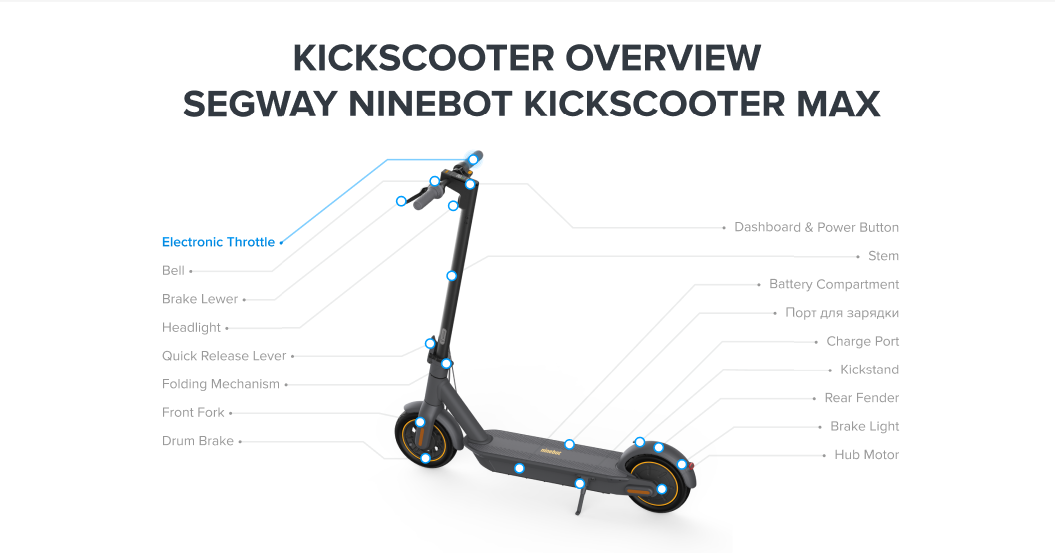 KICKSCOOTER OVERVIEW
SEGWAY NINEBOT KICKSCOOTER MAX
Electronic Throttle
Bell
Brake Lewer
Headlight
Quick Release Lever
Folding Mechanism
Front Fork
Drum Brake
Dashboard & Power Button
Stem
Battery Compartment
Порт для зарядки
Charge Port
Kickstand
Rear Fender
Brake Light
Hub Motor
ninebot